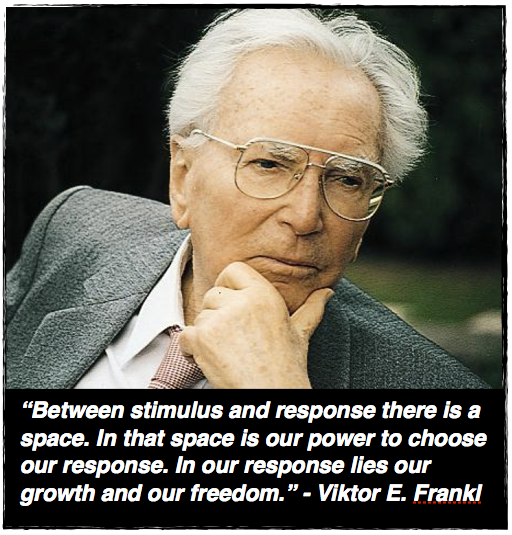 “Between stimulus and response there is a
space. In that space is our power to choose
our response. In our response lies our
growth and our freedom.” - Viktor E. Frankl